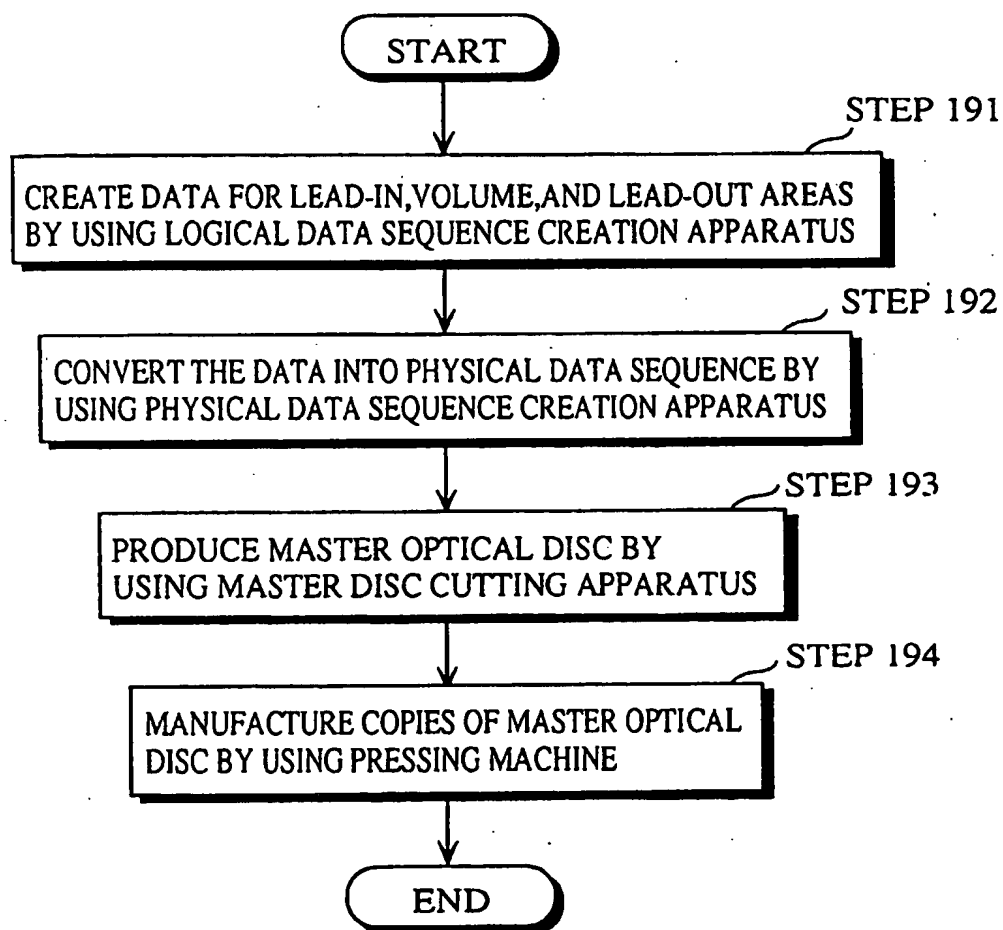 START
STEP 191
CREATE DATA FOR LEAD-IN,VOLUME,AND LEAD-OUT AREAS
BY USING LOGICAL DATA SEQUENCE CREATION APPARATUS
STEP 192
CONVERT THE DATA INTO PHYSICAL DATA SEQUENCE BY
USING PHYSICAL DATA SEQUENCE CREATION APPARATUS
STEP 193
PRODUCE MASTER OPTICAL DISC BY
USING MASTER DISC CUTTING APPARATUS
STEP 194
MANUFACTURE COPIES OF MASTER OPTICAL
DISC BY USING PRESSING MACHINE
END